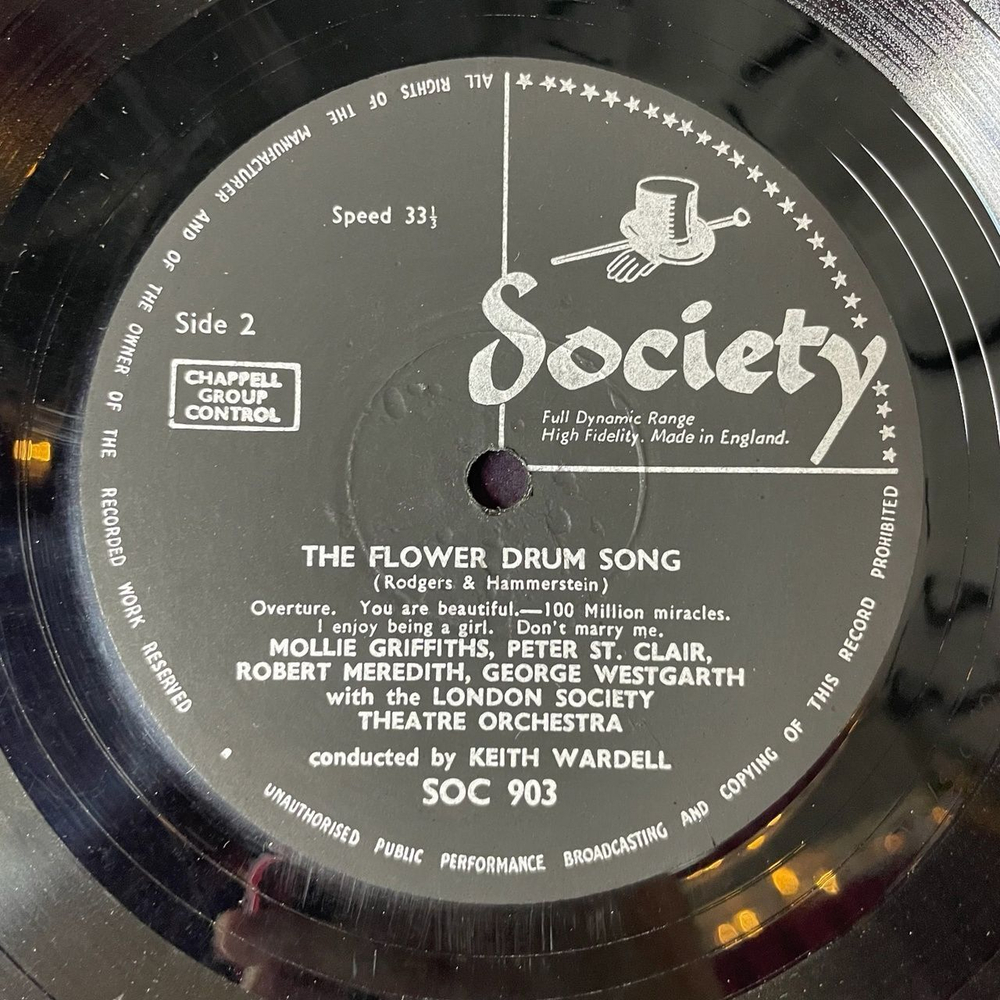 ALL RIGHTS OF THE MANUFACTURER AND OF THE OWNER OF THE RECORDED WORK RESERVED
Speed 33⅓
Side 2
CHAPPELL
GROUP
CONTROL
Society
Full Dynamic Range
High Fidelity. Made in England.
THE FLOWER DRUM SONG
(Rodgers & Hammerstein)
Overture. You are beautiful.—100 Million miracles.
I enjoy being a girl. Don't marry me.
MOLLIE GRIFFITHS, PETER ST. CLAIR,
ROBERT MEREDITH, GEORGE WESTGARTH
with the LONDON SOCIETY
THEATRE ORCHESTRA
conducted by KEITH WARDELL
SOC 903
UNAUTHORISED PUBLIC PERFORMANCE BROADCASTING AND COPYING OF THIS RECORD PROHIBITED